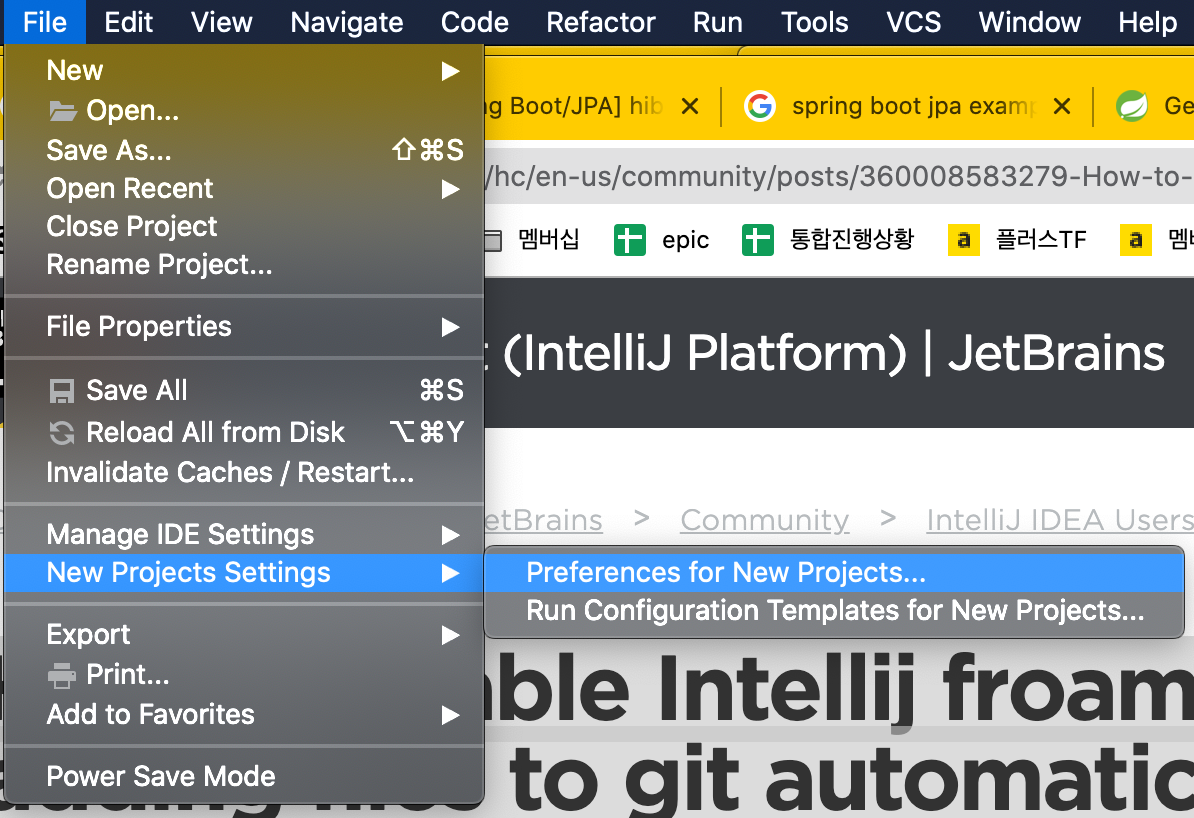 File Edit View Navigate Code Refactor Run Tools VCS Window Help
New
Open...
Save As... ⇧⌘S
Open Recent
Close Project
Rename Project...
File Properties
Save All ⌘S
Reload All from Disk ⌥⌘Y
Invalidate Caches / Restart...
Manage IDE Settings
New Projects Settings
Export
Print...
Add to Favorites
Power Save Mode
Preferences for New Projects...
Run Configuration Templates for New Projects...
Boot/JPA] hib
spring boot jpa examp
Ge
/hc/en-us/community/posts/360008583279-How-to-
멤버십 epic 통합진행상황 플러스TF
(IntelliJ Platform) | JetBrains
etBrains > Community > IntelliJ IDEA Users
ble Intellij froam
to git automatic